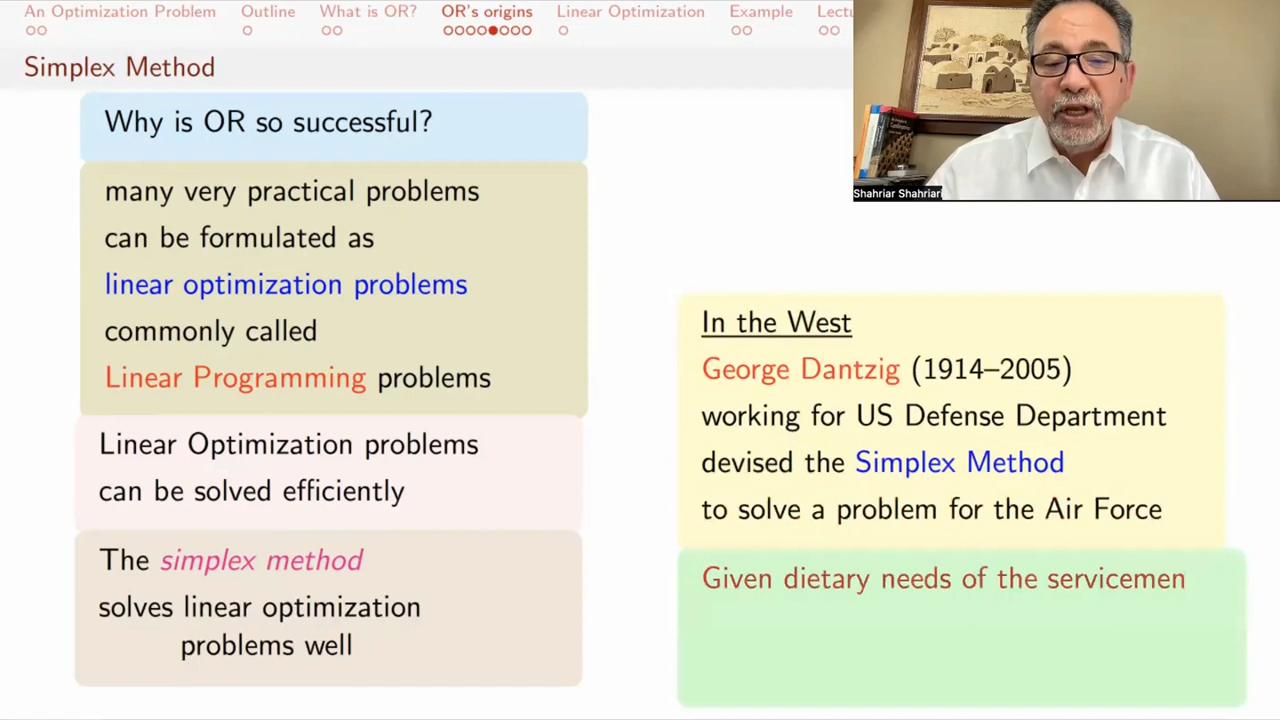 An Optimization Problem Outline What is OR? OR's origins Linear Optimization Example Lectu
Simplex Method
Why is OR so successful?
many very practical problems
can be formulated as
linear optimization problems
commonly called
Linear Programming problems
Linear Optimization problems
can be solved efficiently
The simplex method
solves linear optimization
problems well
Shahriar Shahriari
In the West
George Dantzig (1914–2005)
working for US Defense Department
devised the Simplex Method
to solve a problem for the Air Force
Given dietary needs of the servicemen